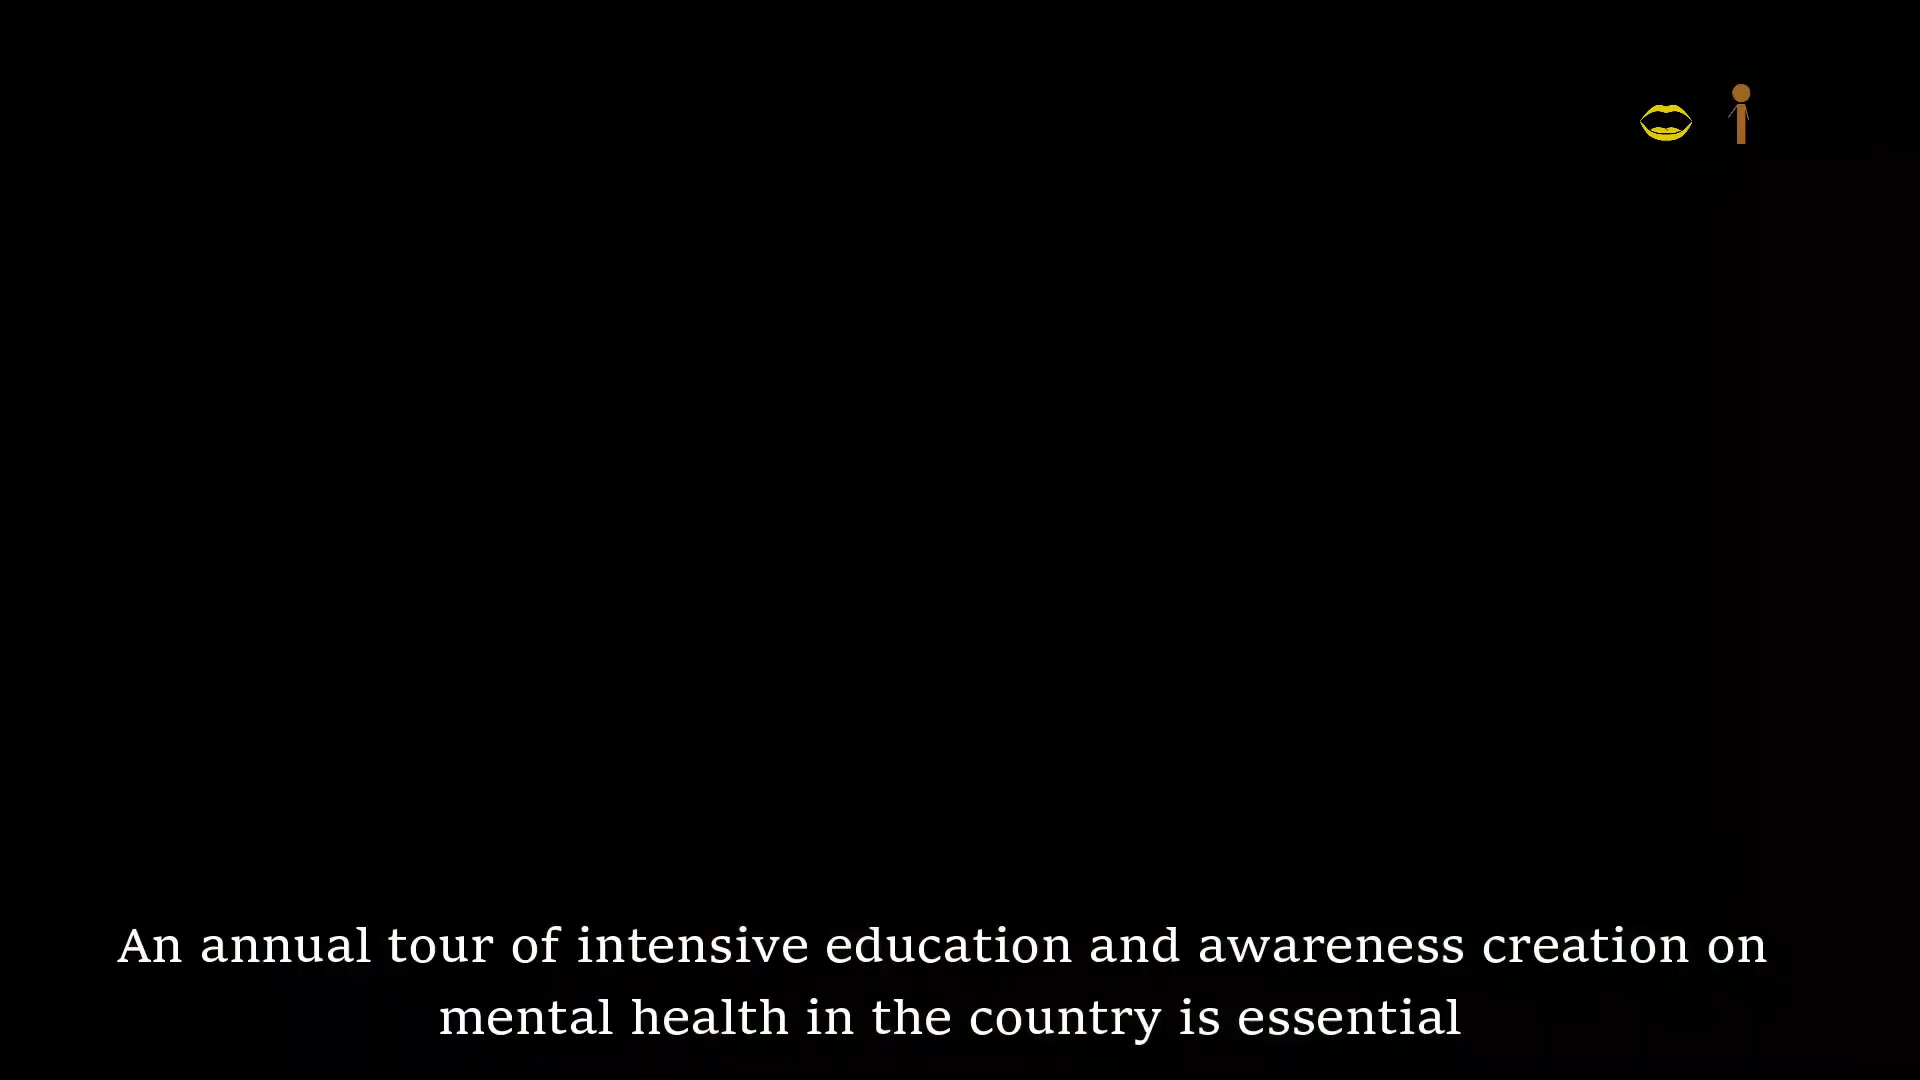 An annual tour of intensive education and awareness creation on
mental health in the country is essential